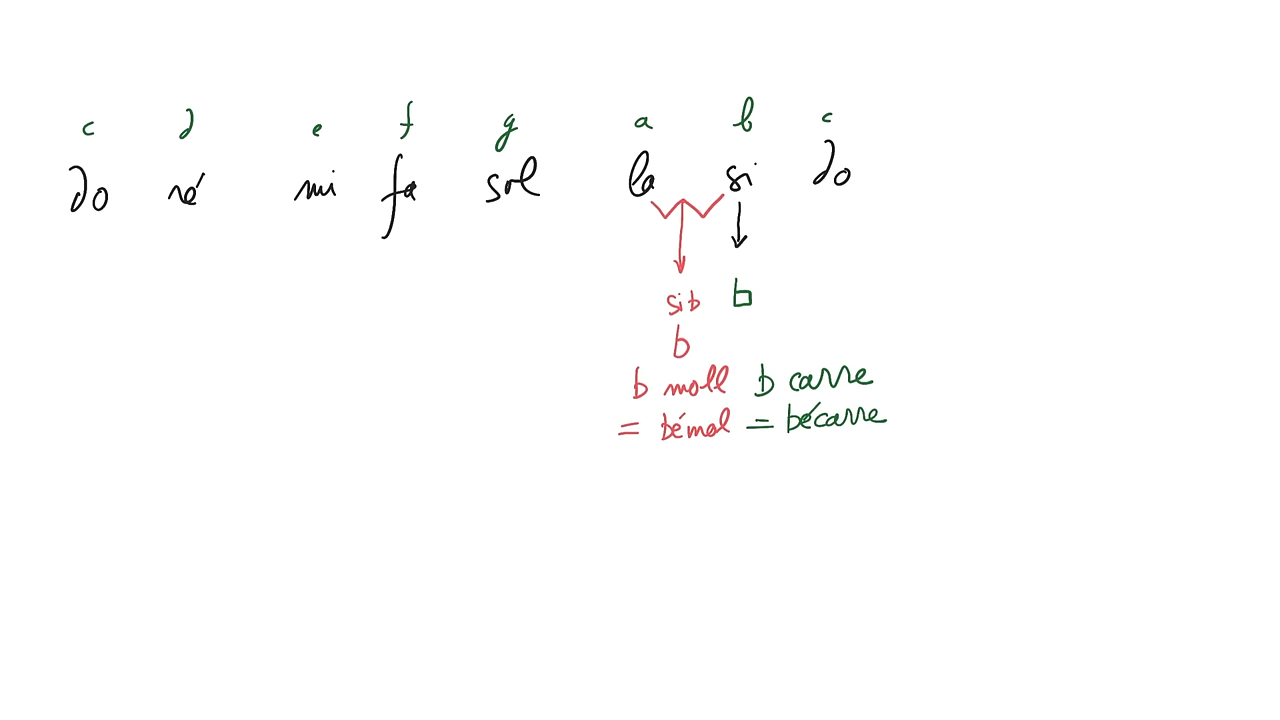 c d e f g a b c
do ré mi fa sol la si do
sib b
b
b moll b carre
= bémol = bécarre